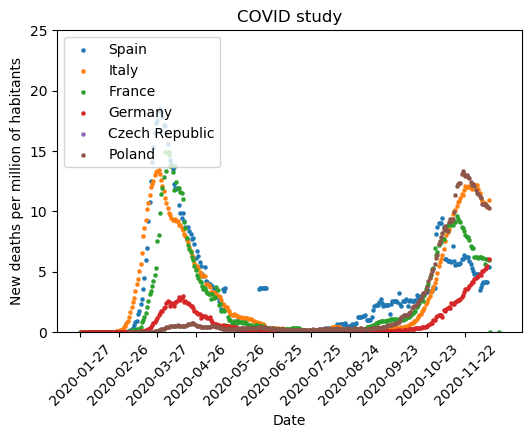 COVID study
25
20
15
10
5
0
New deaths per million of habitants
Spain
Italy
France
Germany
Czech Republic
Poland
2020-01-27
2020-02-26
2020-03-27
2020-04-26
2020-05-26
2020-06-25
2020-07-25
2020-08-24
2020-09-23
2020-10-23
2020-11-22
Date